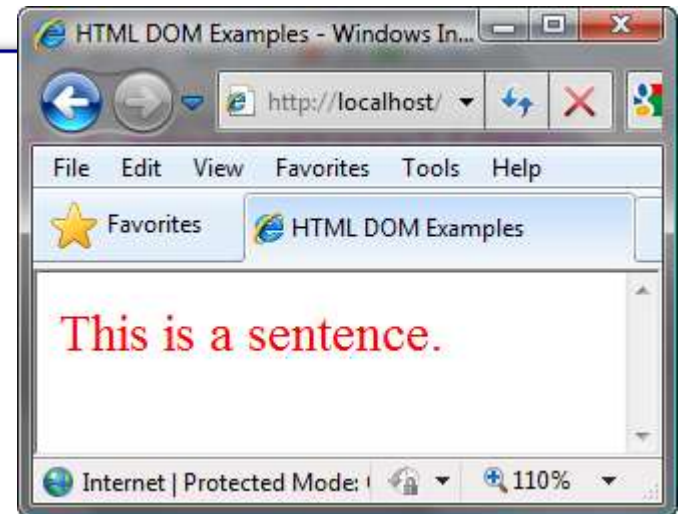 HTML DOM Examples - Windows In...
http://localhost/
File Edit View Favorites Tools Help
Favorites HTML DOM Examples
This is a sentence.
Internet | Protected Mode: 110%